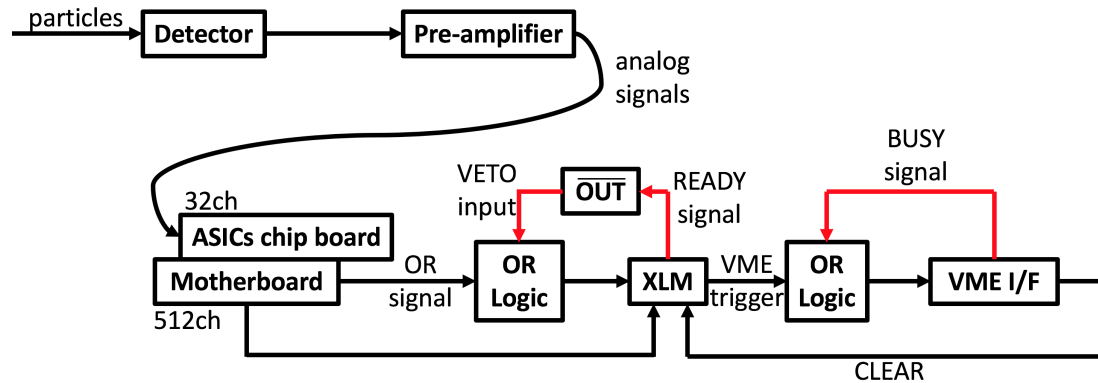 particles
Detector
Pre-amplifier
analog
signals
BUSY
signal
VETO
input
OUT
READY
signal
32ch
ASICs chip board
Motherboard
512ch
OR
signal
OR
Logic
XLM
VME
trigger
OR
Logic
VME I/F
CLEAR